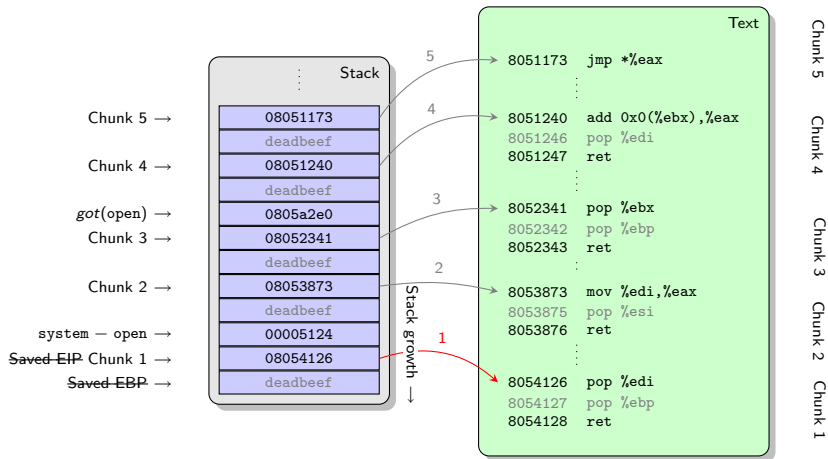 Stack
Chunk 5 → 08051173
deadbeef
Chunk 4 → 08051240
deadbeef
got(open) → 0805a2e0
Chunk 3 → 08052341
deadbeef
Chunk 2 → 08053873
deadbeef
system − open → 00005124
Saved EIP Chunk 1 → 08054126
Saved EBP → deadbeef
Stack growth →
5
4
3
2
1
Text
8051173 jmp *%eax
8051240 add 0x0(%ebx),%eax
8051246 pop %edi
8051247 ret
8052341 pop %ebx
8052342 pop %ebp
8052343 ret
8053873 mov %edi,%eax
8053875 pop %esi
8053876 ret
8054126 pop %edi
8054127 pop %ebp
8054128 ret
Chunk 5
Chunk 4
Chunk 3
Chunk 2
Chunk 1